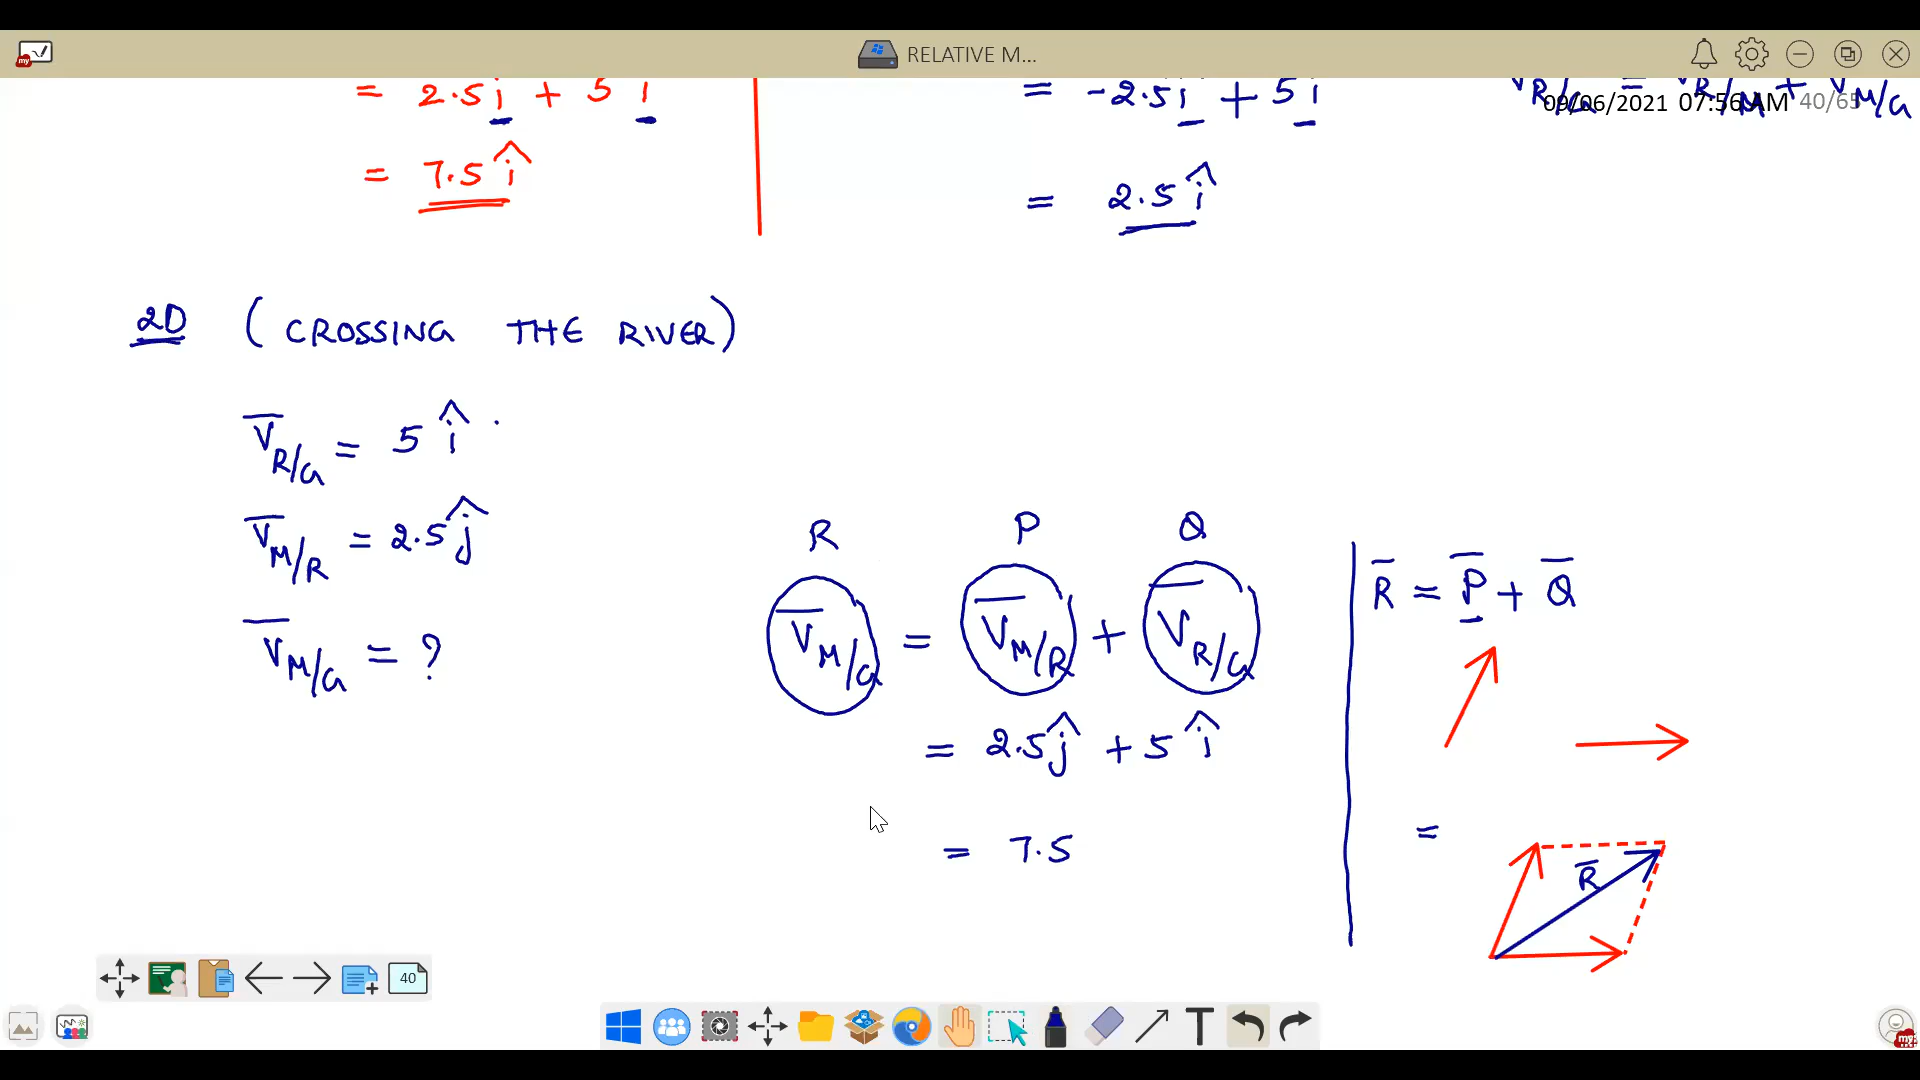 RELATIVE M...
09/06/2021 07:56 AM 40/65
= 2.5 i + 5 i
= 7.5 î
= -2.5 i + 5 i
= 2.5 î
V R/G = V R/M + V M/G
2D (CROSSING THE RIVER)
V̅ R/G = 5 î
V̅ M/R = 2.5 ĵ
V̅ M/G = ?
R P Q
V̅ M/G = V̅ M/R + V̅ R/G
= 2.5 ĵ + 5 î
= 7.5
R̅ = P̅ + Q̅
=
R̅
40